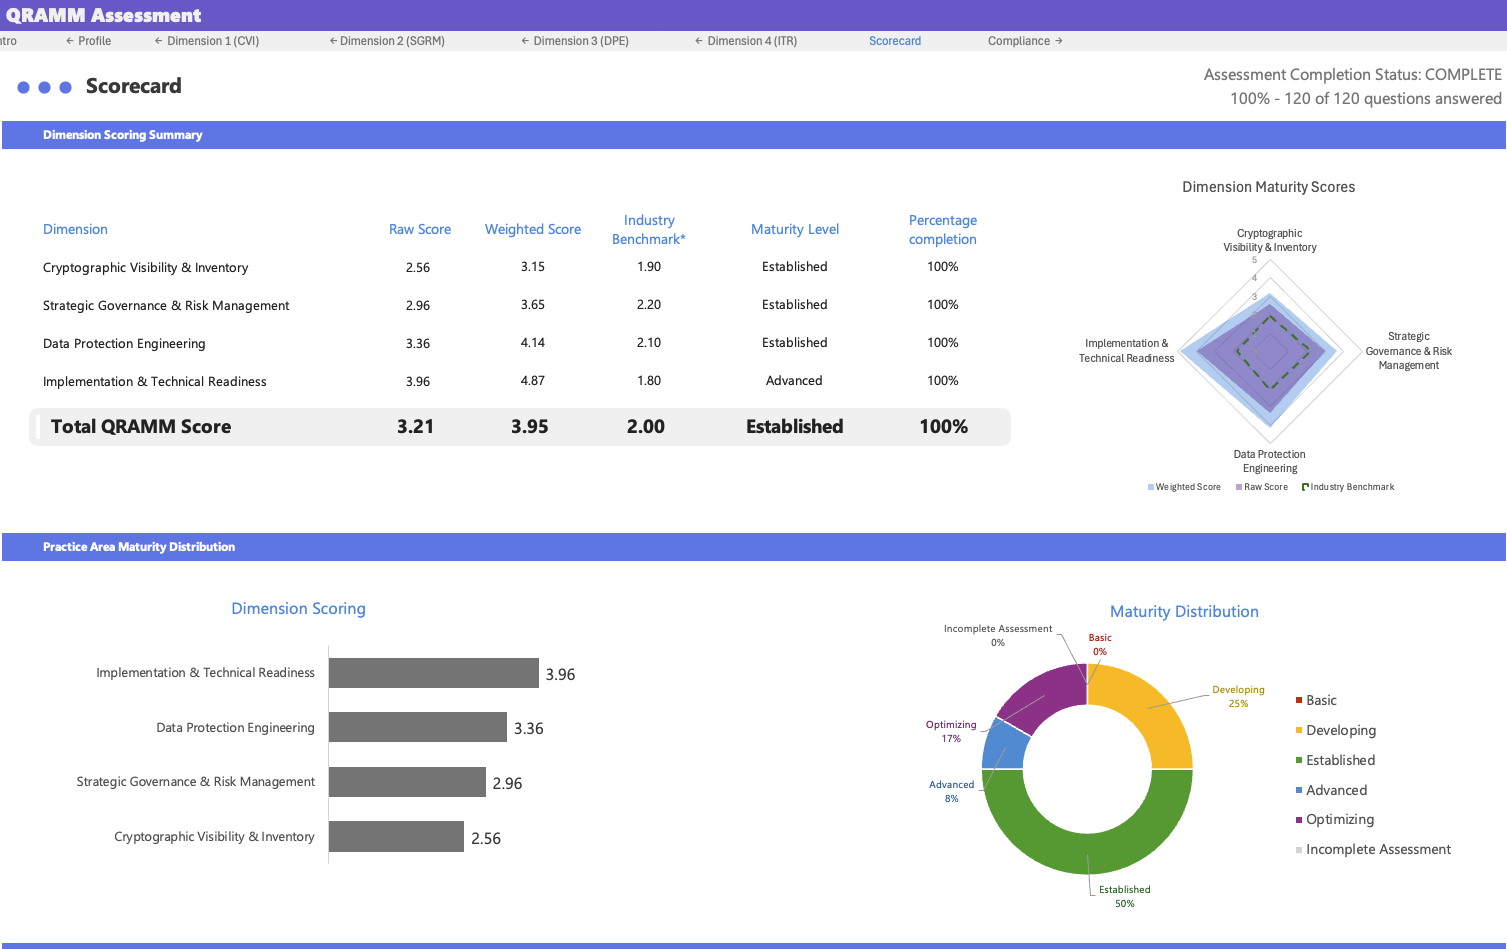 QRAMM Assessment
ntro ← Profile ← Dimension 1 (CVI) ← Dimension 2 (SGRM) ← Dimension 3 (DPE) ← Dimension 4 (ITR) Scorecard Compliance →
Scorecard
Assessment Completion Status: COMPLETE
100% - 120 of 120 questions answered
Dimension Scoring Summary
Dimension Raw Score Weighted Score Industry Benchmark* Maturity Level Percentage completion
Cryptographic Visibility & Inventory 2.56 3.15 1.90 Established 100%
Strategic Governance & Risk Management 2.96 3.65 2.20 Established 100%
Data Protection Engineering 3.36 4.14 2.10 Established 100%
Implementation & Technical Readiness 3.96 4.87 1.80 Advanced 100%
Total QRAMM Score 3.21 3.95 2.00 Established 100%
Dimension Maturity Scores
Cryptographic
Visibility & Inventory
5
4
3
Strategic
Governance & Risk
Management
Implementation &
Technical Readiness
Data Protection
Engineering
Weighted Score Raw Score Industry Benchmark
Practice Area Maturity Distribution
Dimension Scoring
Implementation & Technical Readiness 3.96
Data Protection Engineering 3.36
Strategic Governance & Risk Management 2.96
Cryptographic Visibility & Inventory 2.56
Maturity Distribution
Incomplete Assessment
0%
Basic
0%
Developing
25%
Optimizing
17%
Advanced
8%
Established
50%
Basic
Developing
Established
Advanced
Optimizing
Incomplete Assessment